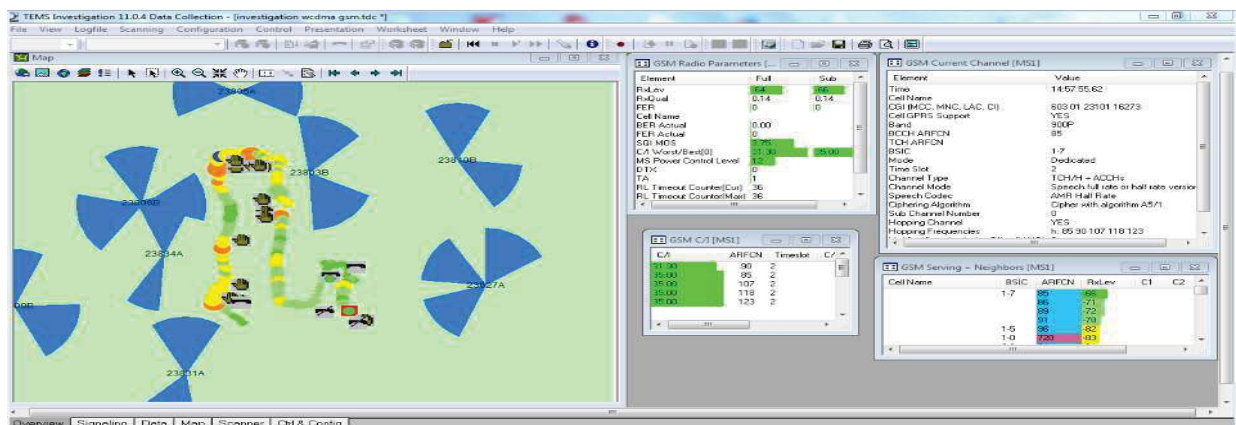 TEMS Investigation 11.0.4 Data Collection - [investigation wcdma gsm.tdc *]
File View Logfile Scanning Configuration Control Presentation Worksheet Window Help
Map
23805A
23810B
23803B
23808B
23834A
23827A
23831A
GSM Radio Parameters [...
Element Full Sub
RxLev -64 -66
RxQual 0,14 0,14
FER 0 0
Cell Name
BER Actual 0.00
FER Actual 0
SQI MOS 3.75
C/I Worst/Best[0] 31.30 35.00
MS Power Control Level 12
DTX 0
TA 1
RL Timeout Counter(Cur) 36
RL Timeout Counter(Max) 36
GSM C/I [MS1]
C/I ARFCN Timeslot C/
31.30 90 2
35.00 85 2
35.00 107 2
35.00 118 2
35.00 123 2
GSM Current Channel [MS1]
Element Value
Time 14:57:55,62
Cell Name
CGI (MCC, MNC, LAC, CI) 603 01 23101 16273
Cell GPRS Support YES
Band 900P
BCCH ARFCN 85
TCH ARFCN
BSIC 1-7
Mode Dedicated
Time Slot 2
Channel Type TCH/H + ACCHs
Channel Mode Speech full rate or half rate version
Speech Codec AMR Half Rate
Ciphering Algorithm Cipher with algorithm A5/1
Sub Channel Number 0
Hopping Channel YES
Hopping Frequencies h: 85 90 107 118 123
GSM Serving + Neighbors [MS1]
Cell Name BSIC ARFCN RxLev C1 C2
1-7 85 -66
86 -71
89 -72
91 -78
1-5 96 -82
1-0 720 -83
Overview Signaling Data Map Scanner Ctrl & Config